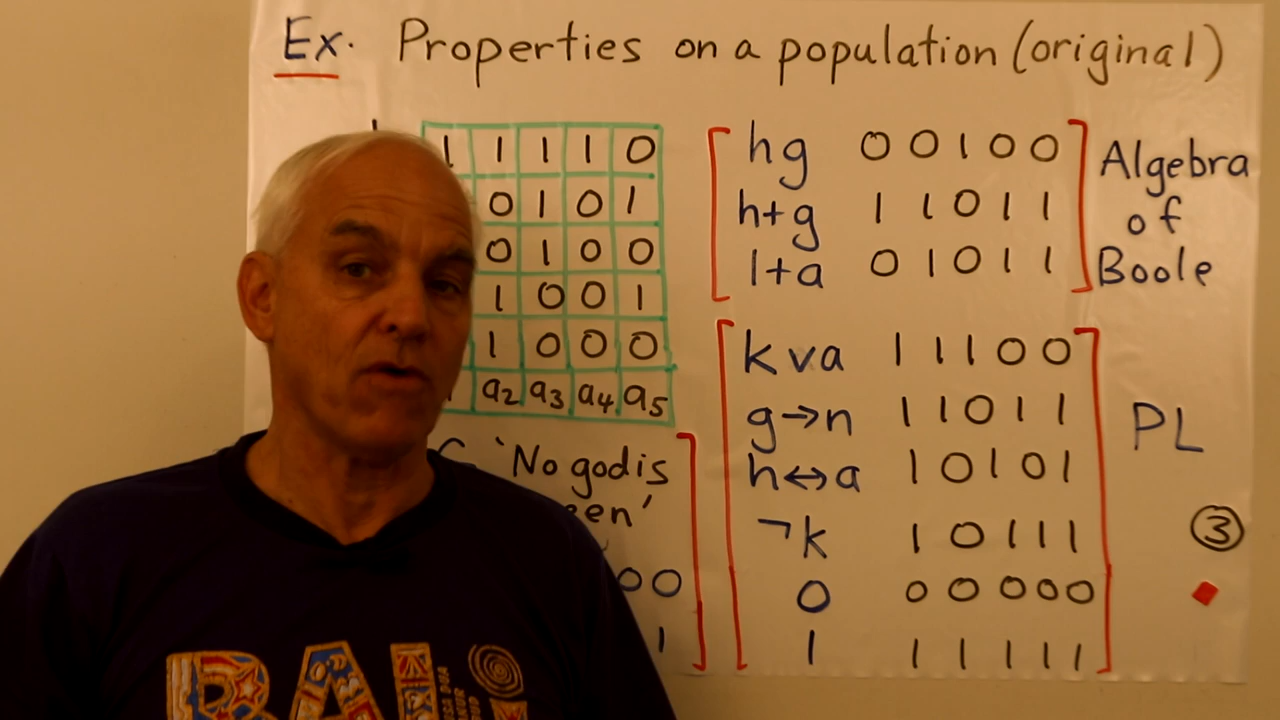 Ex. Properties on a population (original)
1 1 1 1 0
0 1 0 1
0 1 0 0
1 0 0 1
1 0 0 0
a2 a3 a4 a5
hg 0 0 1 0 0
h+g 1 1 0 1 1
l+a 0 1 0 1 1
Algebra
of
Boole
k∨a 1 1 1 0 0
g→n 1 1 0 1 1
h↔a 1 0 1 0 1
¬k 1 0 1 1 1
0 0 0 0 0 0
1 1 1 1 1 1
PL
3
'No god is
een'
0 0
1
BALI